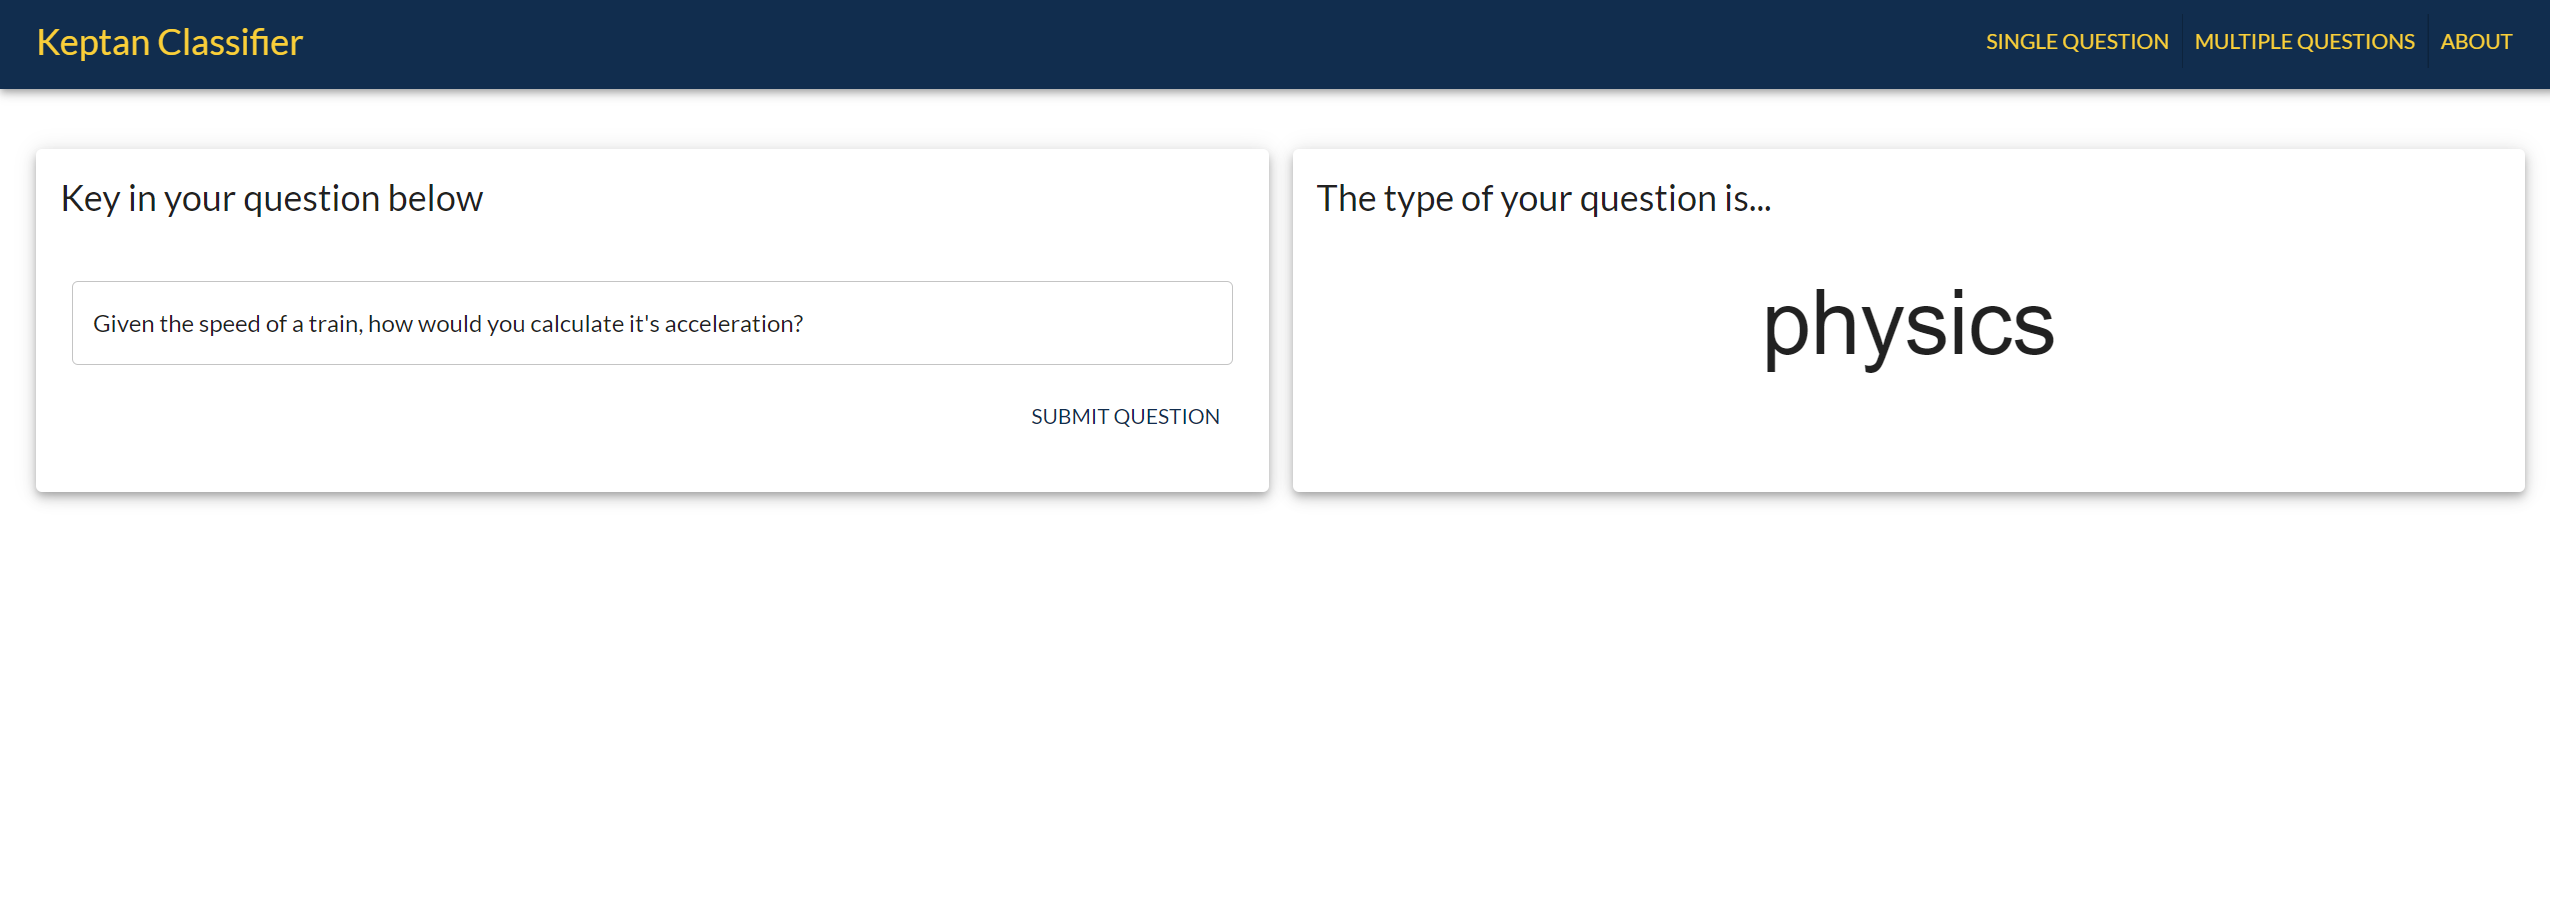 Keptan Classifier
SINGLE QUESTION
MULTIPLE QUESTIONS
ABOUT
Key in your question below
Given the speed of a train, how would you calculate it's acceleration?
SUBMIT QUESTION
The type of your question is...
physics